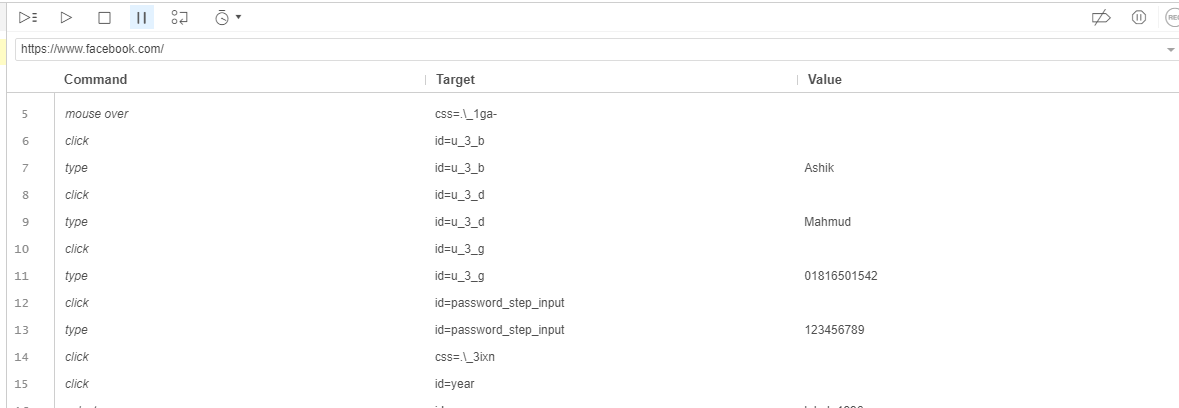 https://www.facebook.com/
Command Target Value
5 mouse over css=.\_1ga-
6 click id=u_3_b
7 type id=u_3_b Ashik
8 click id=u_3_d
9 type id=u_3_d Mahmud
10 click id=u_3_g
11 type id=u_3_g 01816501542
12 click id=password_step_input
13 type id=password_step_input 123456789
14 click css=.\_3ixn
15 click id=year